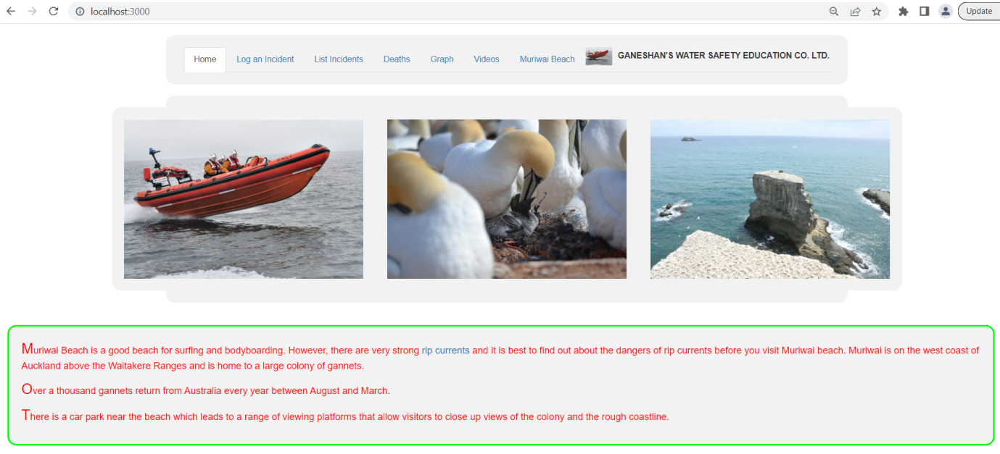 localhost:3000
Update
Home Log an Incident List Incidents Deaths Graph Videos Muriwai Beach GANESHAN'S WATER SAFETY EDUCATION CO. LTD.
RNLI
Muriwai Beach is a good beach for surfing and bodyboarding. However, there are very strong rip currents and it is best to find out about the dangers of rip currents before you visit Muriwai beach. Muriwai is on the west coast of
Auckland above the Waitakere Ranges and is home to a large colony of gannets.
Over a thousand gannets return from Australia every year between August and March.
There is a car park near the beach which leads to a range of viewing platforms that allow visitors to close up views of the colony and the rough coastline.